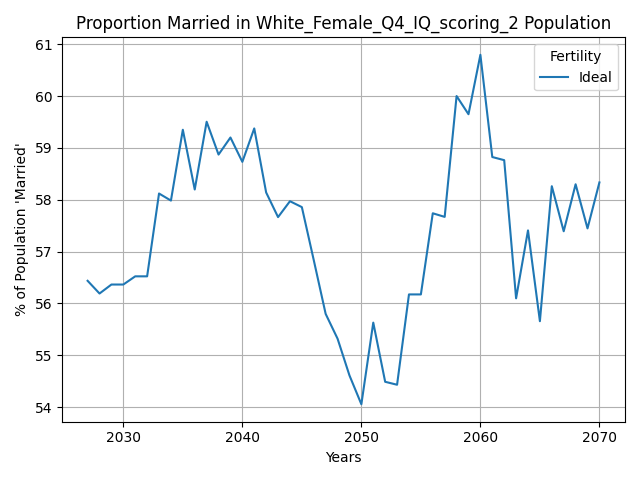 Proportion Married in White_Female_Q4_IQ_scoring_2 Population
Fertility
Ideal
% of Population 'Married'
61
60
59
58
57
56
55
54
2030
2040
2050
2060
2070
Years